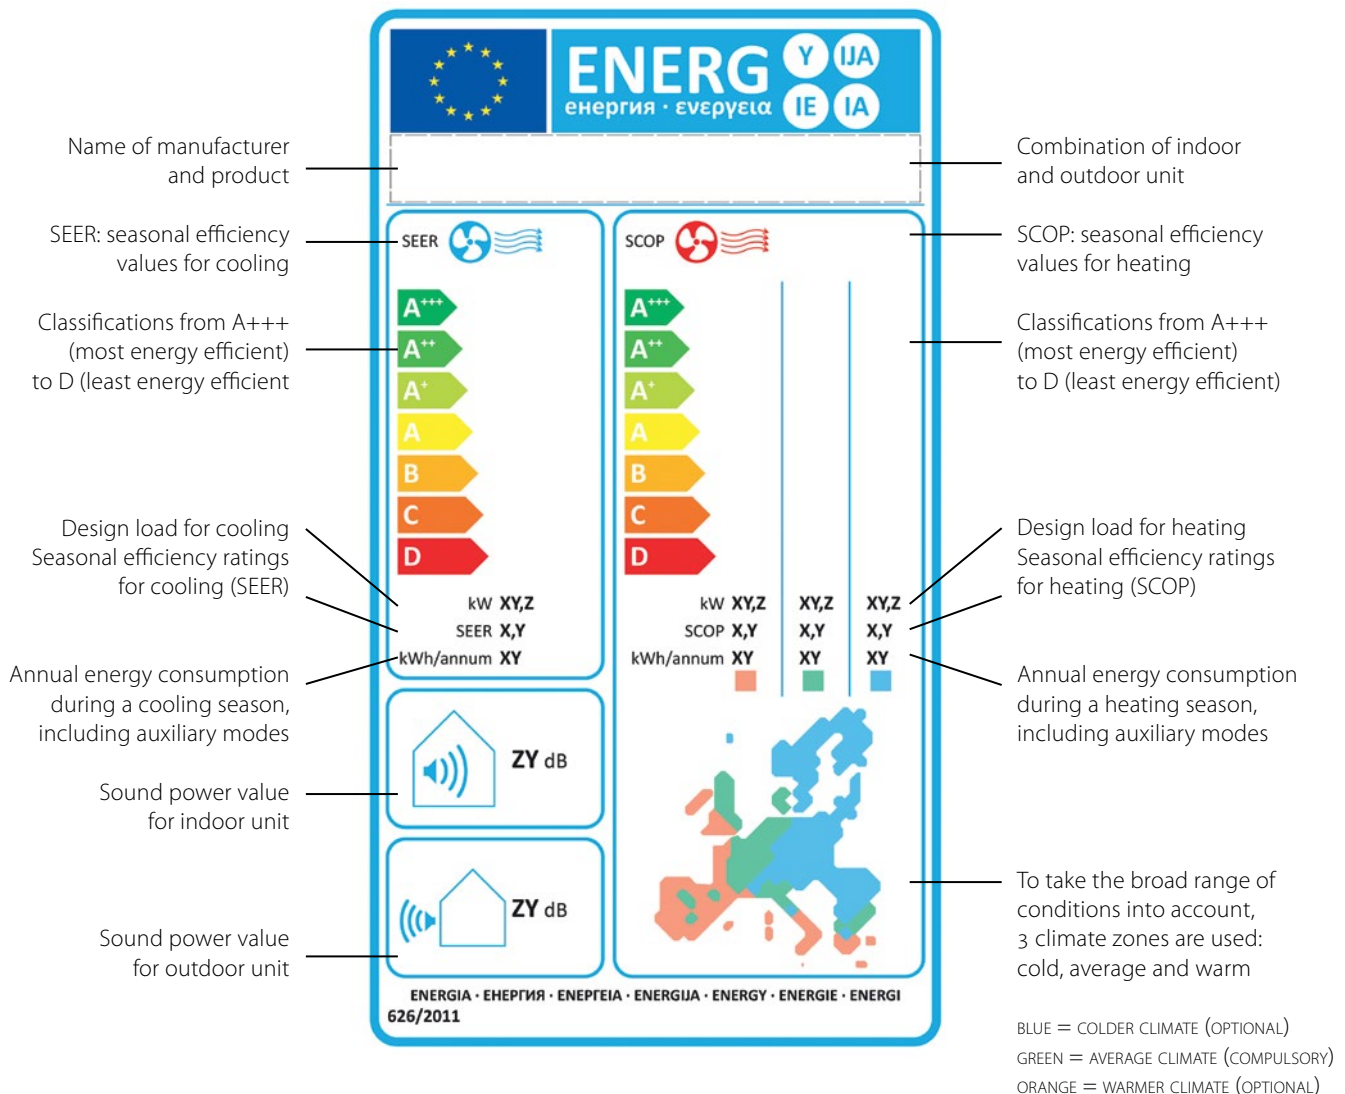 ENERG Y IJA
енергия · ενεργεια IE IA
Name of manufacturer
and product
Combination of indoor
and outdoor unit
SEER: seasonal efficiency
values for cooling
SEER
SCOP
SCOP: seasonal efficiency
values for heating
Classifications from A+++
(most energy efficient)
to D (least energy efficient
A+++
A++
A+
A
B
C
D
A+++
A++
A+
A
B
C
D
Classifications from A+++
(most energy efficient)
to D (least energy efficient)
Design load for cooling
Seasonal efficiency ratings
for cooling (SEER)
kW XY,Z
SEER X,Y
kWh/annum XY
kW XY,Z XY,Z XY,Z
SCOP X,Y X,Y X,Y
kWh/annum XY XY XY
Design load for heating
Seasonal efficiency ratings
for heating (SCOP)
Annual energy consumption
during a cooling season,
including auxiliary modes
Annual energy consumption
during a heating season,
including auxiliary modes
ZY dB
Sound power value
for indoor unit
ZY dB
Sound power value
for outdoor unit
To take the broad range of
conditions into account,
3 climate zones are used:
cold, average and warm
ENERGIA · ЕНЕРГИЯ · ΕΝΕΡΓΕΙΑ · ENERGIJA · ENERGY · ENERGIE · ENERGI
626/2011
BLUE = COLDER CLIMATE (OPTIONAL)
GREEN = AVERAGE CLIMATE (COMPULSORY)
ORANGE = WARMER CLIMATE (OPTIONAL)